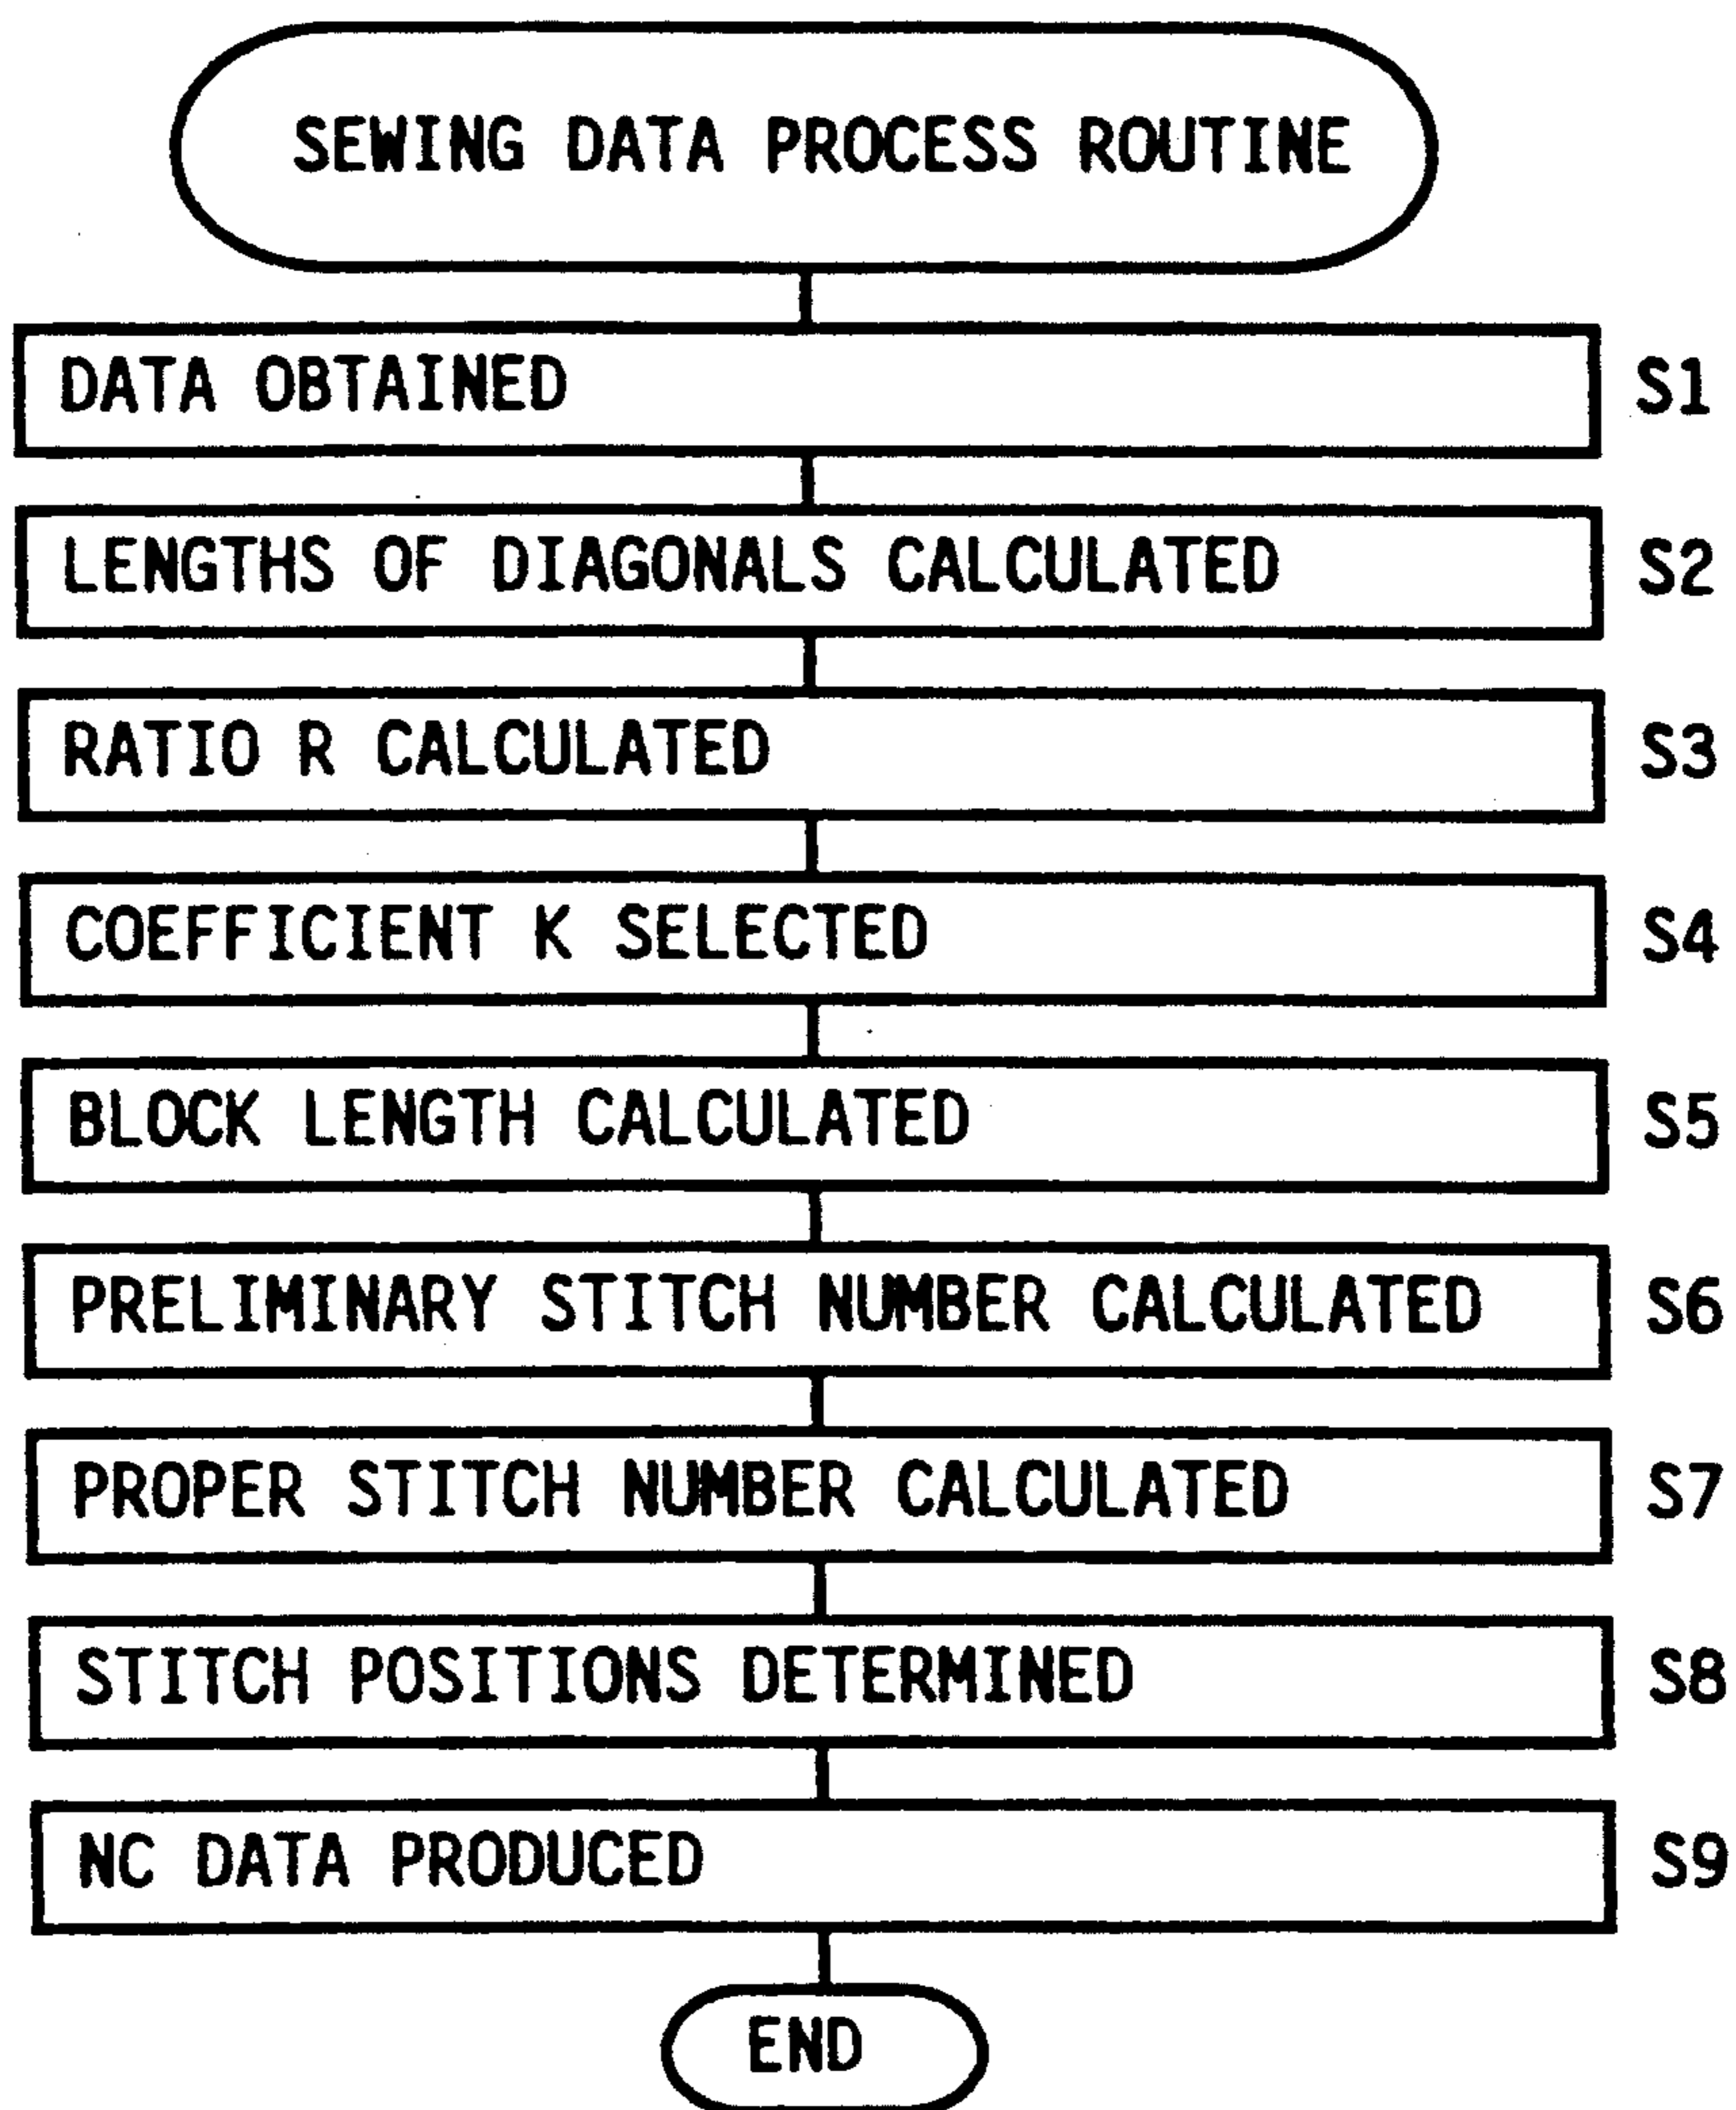 SEWING DATA PROCESS ROUTINE
DATA OBTAINED S1
LENGTHS OF DIAGONALS CALCULATED S2
RATIO R CALCULATED S3
COEFFICIENT K SELECTED S4
BLOCK LENGTH CALCULATED S5
PRELIMINARY STITCH NUMBER CALCULATED S6
PROPER STITCH NUMBER CALCULATED S7
STITCH POSITIONS DETERMINED S8
NC DATA PRODUCED S9
END